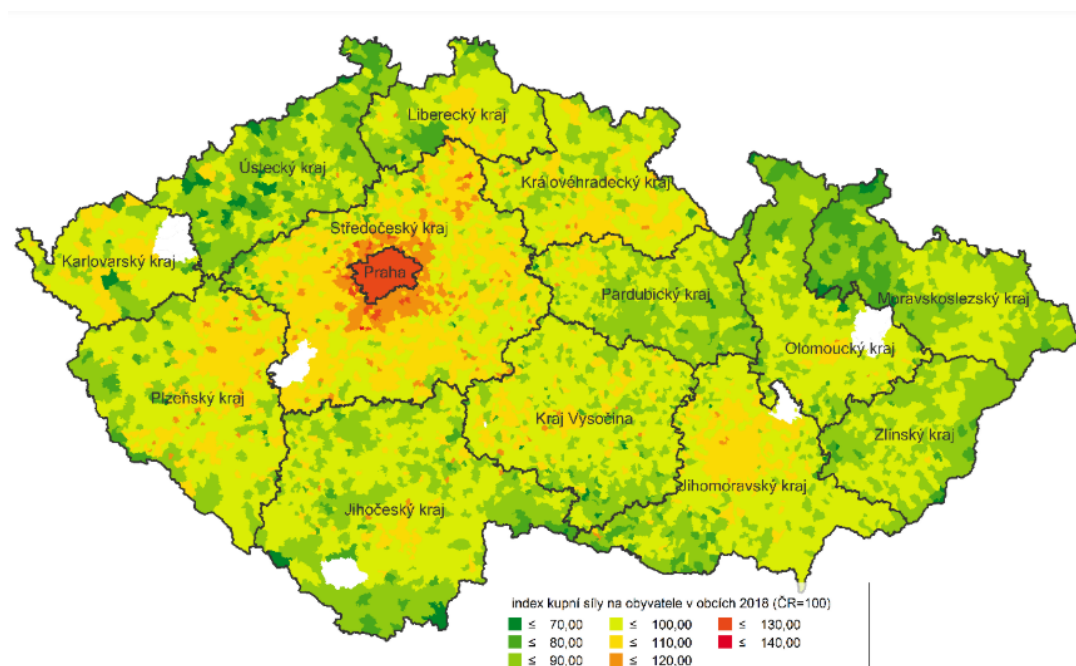 Liberecký kraj
Ústecký kraj
Královéhradecký kraj
Středočeský kraj
Karlovarský kraj
Praha
Pardubický kraj
Moravskoslezský kraj
Olomoucký kraj
Plzeňský kraj
Kraj Vysočina
Zlínský kraj
Jihomoravský kraj
Jihočeský kraj
index kupní síly na obyvatele v obcích 2018 (ČR=100)
≤ 70,00 ≤ 100,00 ≤ 130,00
≤ 80,00 ≤ 110,00 ≤ 140,00
≤ 90,00 ≤ 120,00